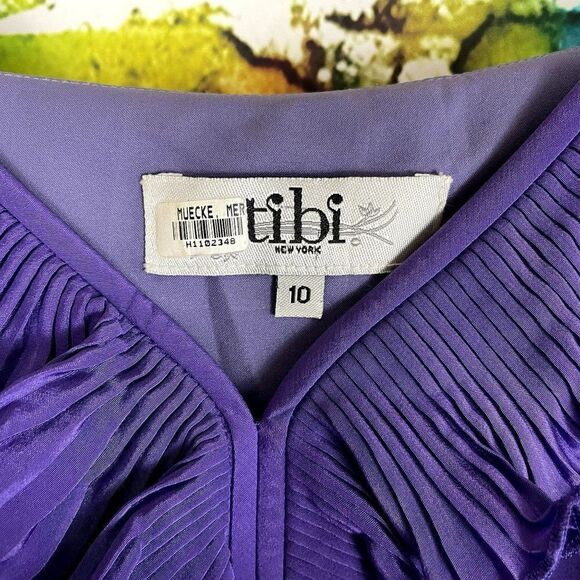 MUECKE, MER
H1102348
tibi
NEW YORK
10